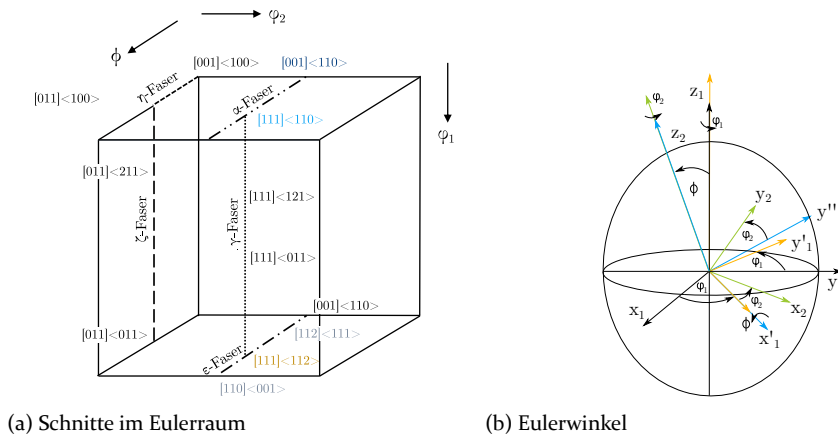 φ₂
ϕ
φ₁
[001]<100>
[001]<110>
η-Faser
[011]<100>
α-Faser
[111]<110>
[011]<211>
ζ-Faser
γ-Faser
[111]<121>
[111]<011>
[001]<110>
[011]<011>
[112]<111>
ε-Faser
[111]<112>
[110]<001>
(a) Schnitte im Eulerraum
φ₂
z₁
φ₁
z₂
ϕ
y₂
y''
φ₂
y'₁
φ₁
y
φ₁
x₁
φ₂
x₂
ϕ
x'₁
(b) Eulerwinkel